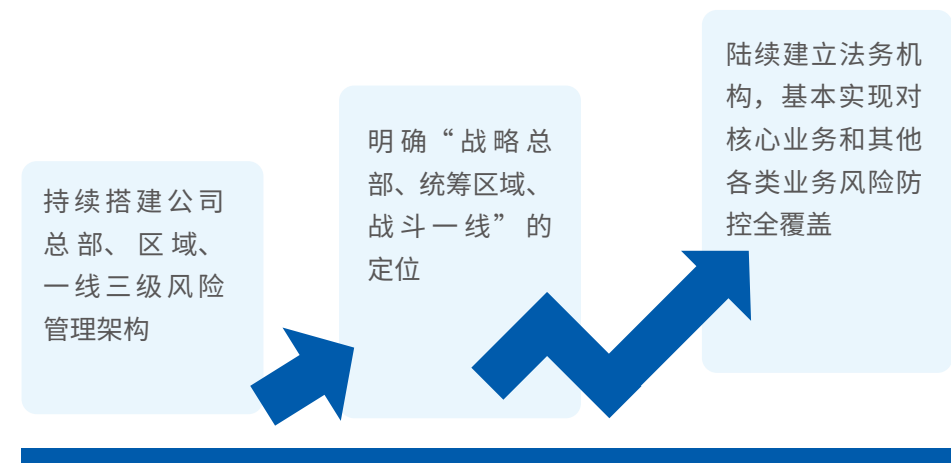 持续搭建公司
总部、区域、
一线三级风险
管理架构
明确“战略总
部、统筹区域、
战斗一线”的
定位
陆续建立法务机
构，基本实现对
核心业务和其他
各类业务风险防
控全覆盖